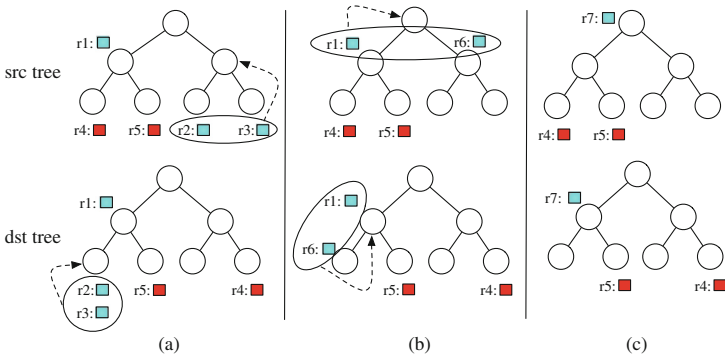 r1:
src tree
r4: r5: r2: r3:
r1:
dst tree
r2: r5: r4:
r3:
(a)
r1: r6:
r4: r5:
r1:
r6:
r5: r4:
(b)
r7:
r4: r5:
r7:
r5: r4:
(c)